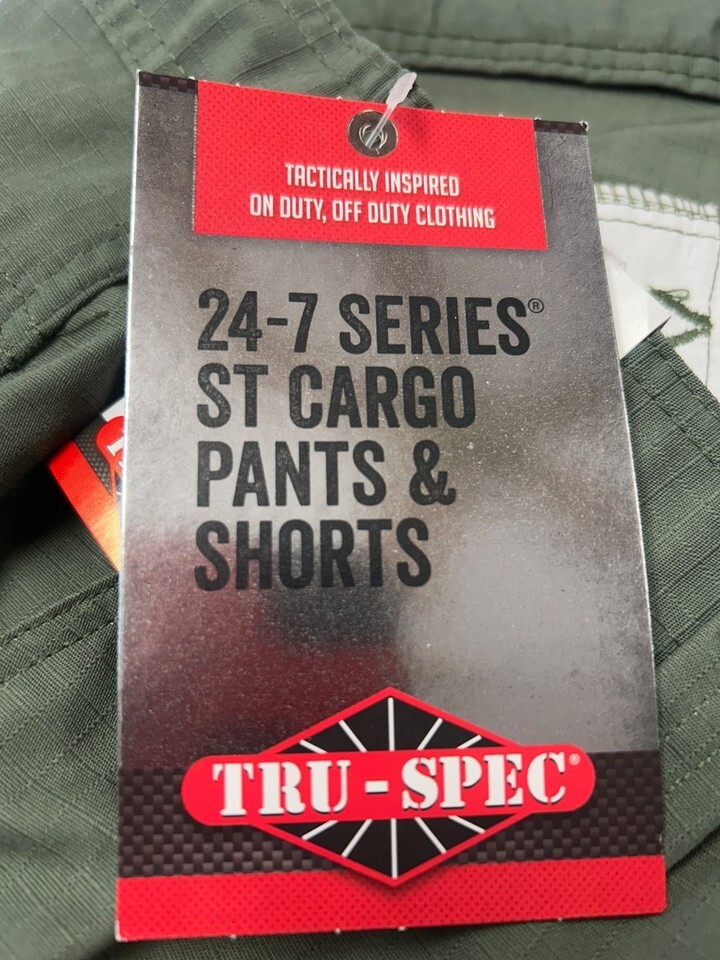 TACTICALLY INSPIRED
ON DUTY, OFF DUTY CLOTHING
24-7 SERIES®
ST CARGO
PANTS &
SHORTS
TRU-SPEC®